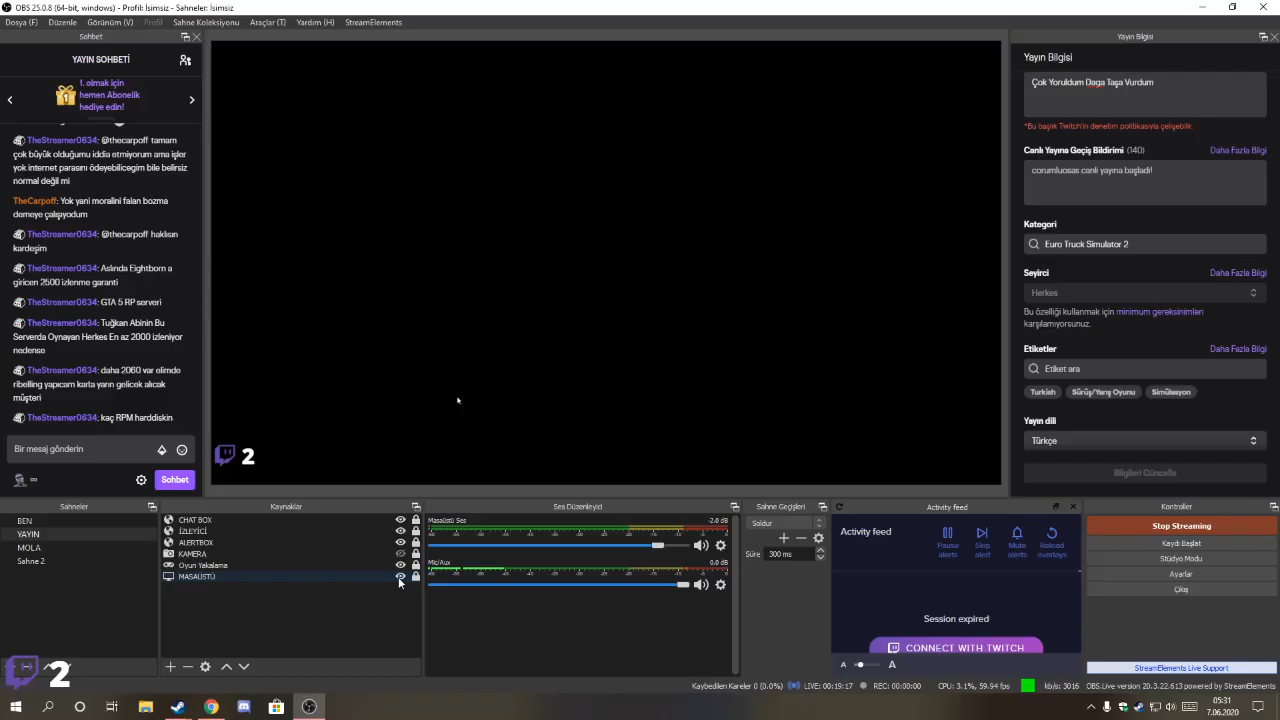 OBS 25.0.8 (64-bit, windows) - Profil: İsimsiz - Sahneler: İsimsiz
Dosya (F) Düzenle Görünüm (V) Profil Sahne Koleksiyonu Araçlar (T) Yardım (H) StreamElements
Sohbet
YAYIN SOHBETİ
1. olmak için
hemen Abonelik
hediye edin!
TheStreamer0634: @thecarpoff tamam
çok büyük olduğumu iddia etmiyorum ama işler
yok internet parasını ödeyebilicegim bile belirsiz
normal değil mi
TheCarpoff: Yok yani moralini falan bozma
demeye çalışıyodum
TheStreamer0634: @thecarpoff haklısın
kardeşim
TheStreamer0634: Aslında Eightborn a
giricen 2500 izlenme garanti
TheStreamer0634: GTA 5 RP serveri
TheStreamer0634: Tuğkan Abinin Bu
Serverda Oynayan Herkes En az 2000 izleniyor
nedense
TheStreamer0634: daha 2060 var elimde
ribelling yapıcam karta yarın gelicek alıcak
müşteri
TheStreamer0634: kaç RPM harddiskin
Bir mesaj gönderin
Sohbet
2
Yayın Bilgisi
Yayın Bilgisi
Çok Yoruldum Daga Taşa Vurdum
*Bu başlık Twitch'in denetim politikasıyla çelişebilir.
Canlı Yayına Geçiş Bildirimi (140) Daha Fazla Bilgi
corumluosas canlı yayına başladı!
Kategori
Euro Truck Simulator 2
Seyirci Daha Fazla Bilgi
Herkes
Bu özelliği kullanmak için minimum gereksinimleri
karşılamıyorsunuz.
Etiketler Daha Fazla Bilgi
Etiket ara
Turkish Sürüş/Yarış Oyunu Simülasyon
Yayın dili
Türkçe
Bilgileri Güncelle
Sahneler
BEN
YAYIN
MOLA
Sahne 2
2
Kaynaklar
CHAT BOX
İZLEYİCİ
ALERTBOX
KAMERA
Oyun Yakalama
MASAÜSTÜ
Ses Düzenleyici
Masaüstü Ses -2.0 dB
Mic/Aux 0.0 dB
Sahne Geçişleri
Soldur
Süre 300 ms
Activity feed
Activity feed
Pause alerts
Skip alert
Mute alerts
Reload overlays
Session expired
CONNECT WITH TWITCH
A A
Kontroller
Stop Streaming
Kaydı Başlat
Stüdyo Modu
Ayarlar
Çıkış
StreamElements Live Support
Kaybedilen Kareler 0 (0,0%) LIVE: 00:19:17 REC: 00:00:00 CPU: 3.1%, 59.94 fps kb/s: 3016 OBS.Live version 20.3.22.613 powered by StreamElements
05:31
7.06.2020